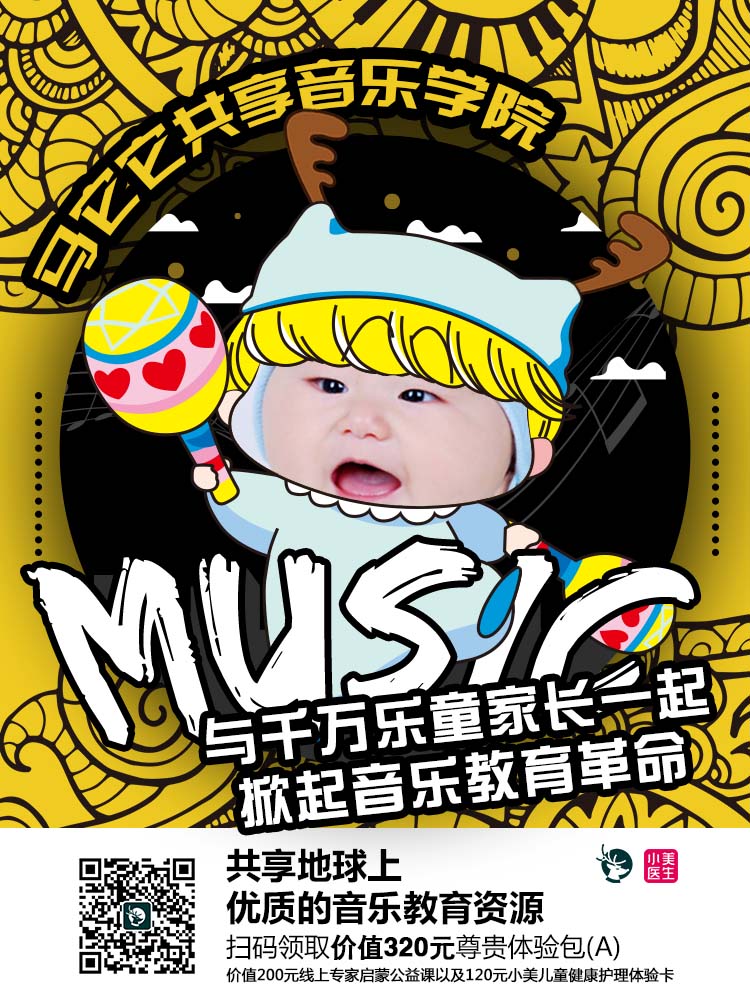 马它它共享音乐学院
MUSIC
与千万乐童家长一起
掀起音乐教育革命
共享地球上
优质的音乐教育资源
扫码领取价值320元尊贵体验包(A)
价值200元线上专家启蒙公益课以及120元小美儿童健康护理体验卡
小美
医生